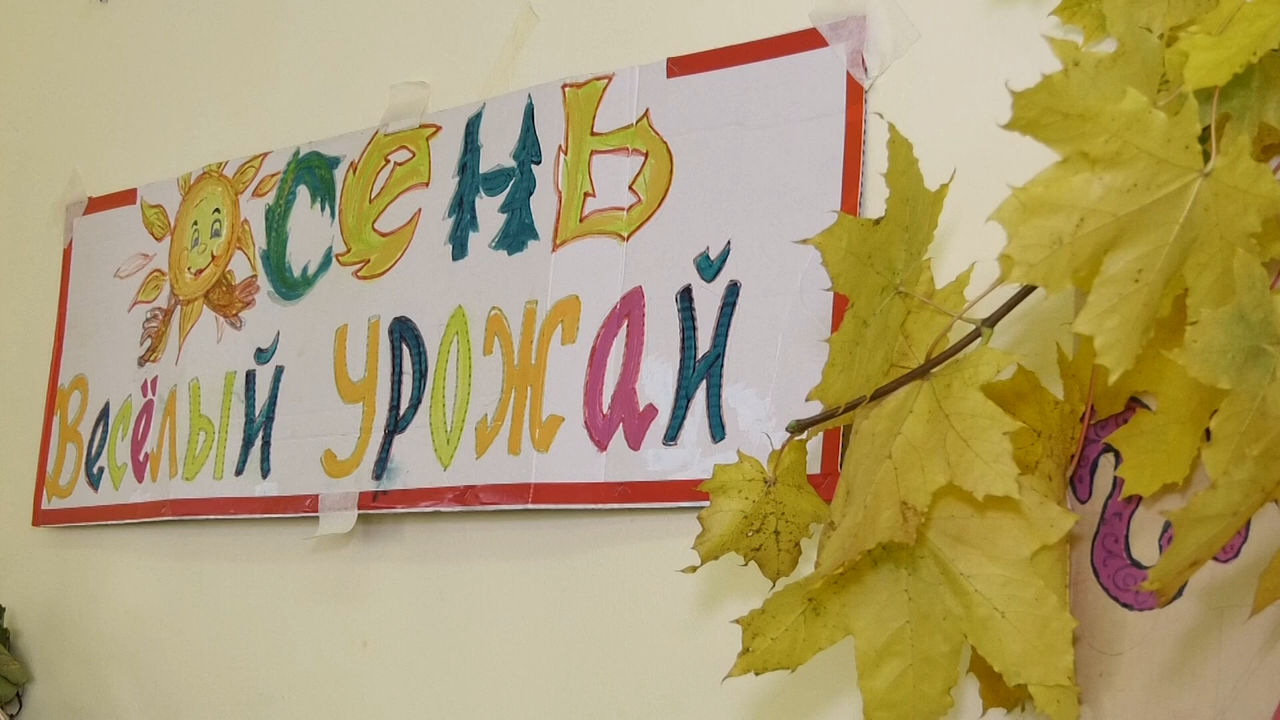 Осень
Весёлый урожай